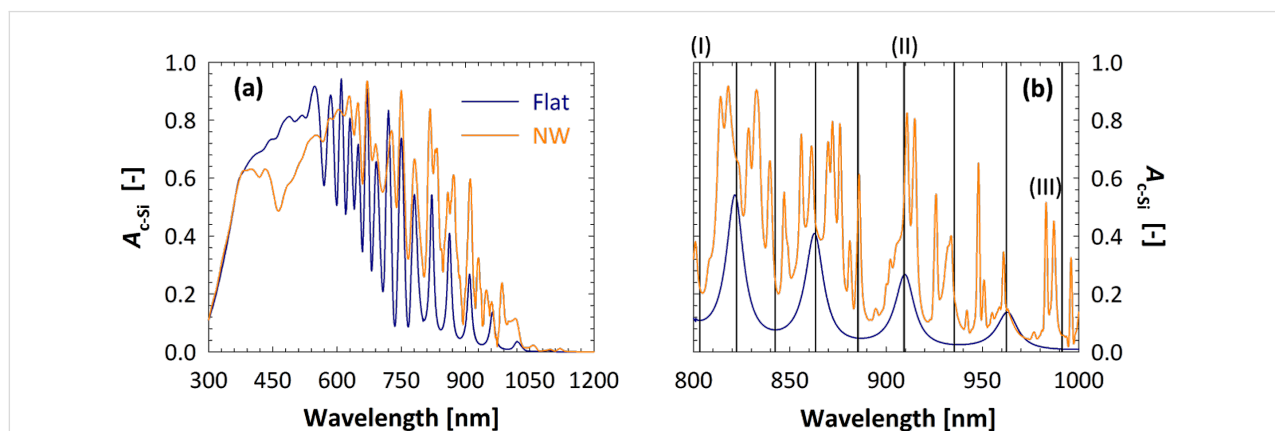 (I) (II)
1.0 1.0 1.0
(a) (b)
Flat
0.8 0.8
NW
0.6 0.6
(III)
0.4 0.4
0.2 0.2
0.0 0.0
A c-Si [-] A c-Si [-]
300 450 600 750 900 1050 1200 800 850 900 950 1000
Wavelength [nm] Wavelength [nm]